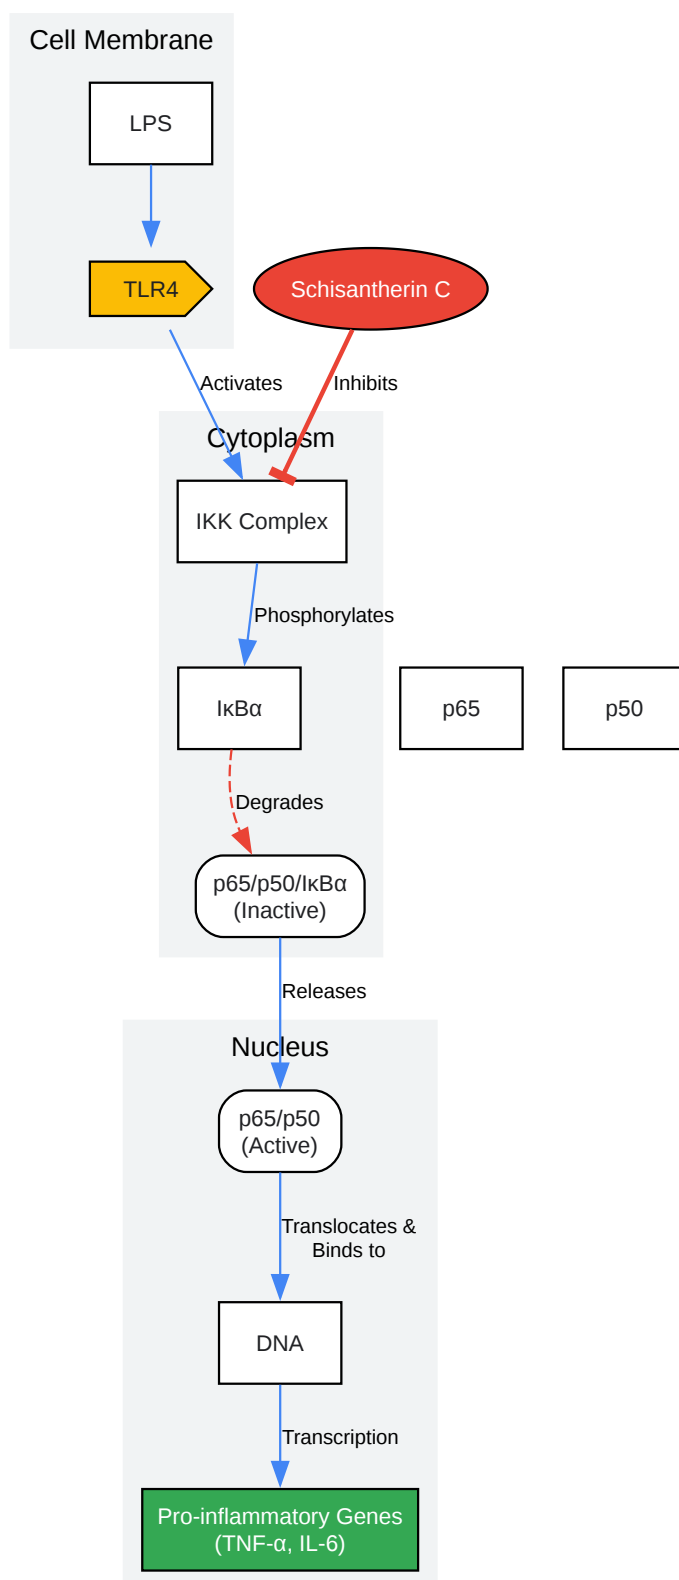 Cell Membrane
LPS
TLR4
Schisantherin C
Activates
Inhibits
Cytoplasm
IKK Complex
Phosphorylates
IκBα
p65
p50
Degrades
p65/p50/IκBα
(Inactive)
Releases
Nucleus
p65/p50
(Active)
Translocates &
Binds to
DNA
Transcription
Pro-inflammatory Genes
(TNF-α, IL-6)